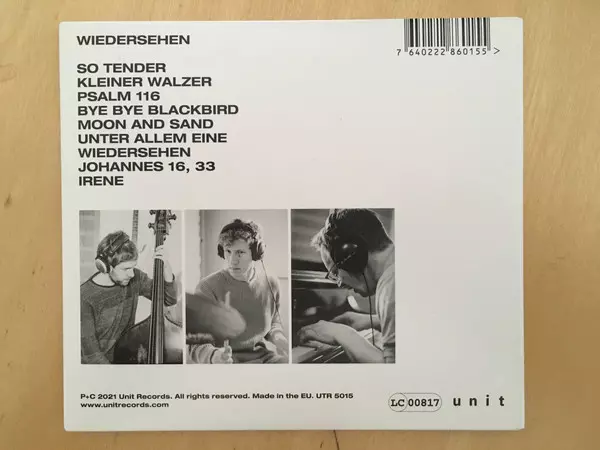 WIEDERSEHEN
7 640222 860155 >
SO TENDER
KLEINER WALZER
PSALM 116
BYE BYE BLACKBIRD
MOON AND SAND
UNTER ALLEM EINE
WIEDERSEHEN
JOHANNES 16, 33
IRENE
P+C 2021 Unit Records. All rights reserved. Made in the EU. UTR 5015
www.unitrecords.com
LC 00817
unit